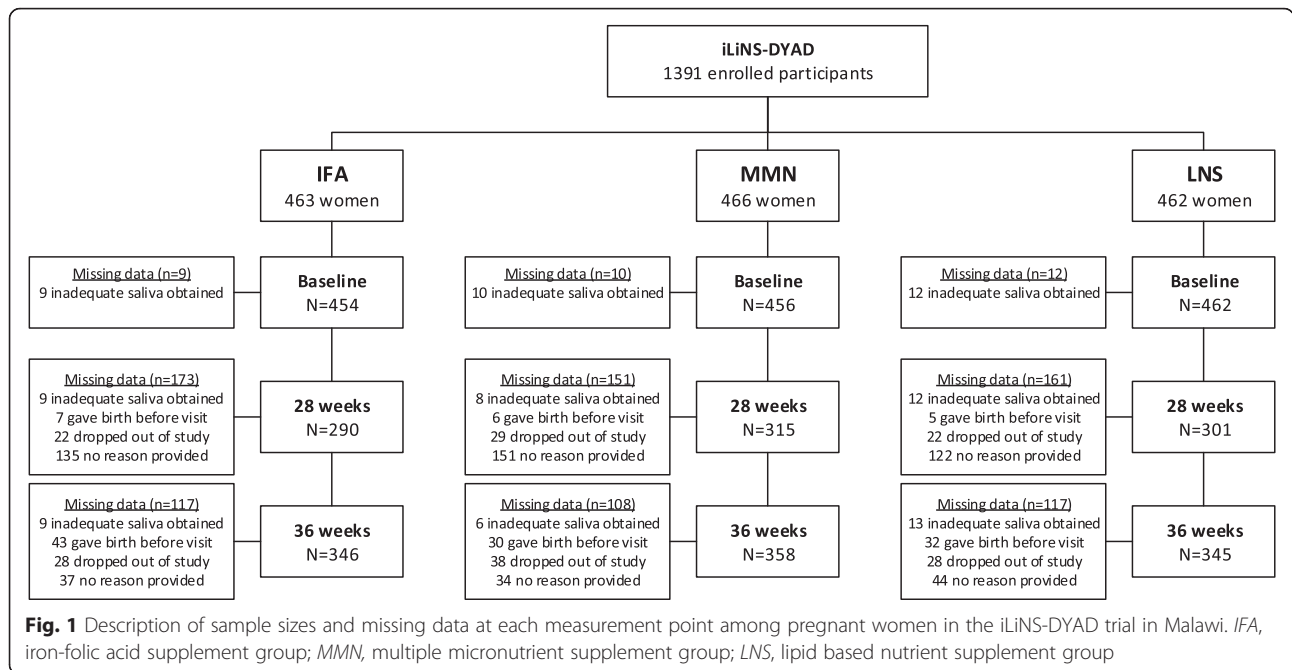 iLiNS-DYAD
1391 enrolled participants
IFA
463 women
MMN
466 women
LNS
462 women
Missing data (n=9)
9 inadequate saliva obtained
Baseline
N=454
Missing data (n=10)
10 inadequate saliva obtained
Baseline
N=456
Missing data (n=12)
12 inadequate saliva obtained
Baseline
N=462
Missing data (n=173)
9 inadequate saliva obtained
7 gave birth before visit
22 dropped out of study
135 no reason provided
28 weeks
N=290
Missing data (n=151)
8 inadequate saliva obtained
6 gave birth before visit
29 dropped out of study
151 no reason provided
28 weeks
N=315
Missing data (n=161)
12 inadequate saliva obtained
5 gave birth before visit
22 dropped out of study
122 no reason provided
28 weeks
N=301
Missing data (n=117)
9 inadequate saliva obtained
43 gave birth before visit
28 dropped out of study
37 no reason provided
36 weeks
N=346
Missing data (n=108)
6 inadequate saliva obtained
30 gave birth before visit
38 dropped out of study
34 no reason provided
36 weeks
N=358
Missing data (n=117)
13 inadequate saliva obtained
32 gave birth before visit
28 dropped out of study
44 no reason provided
36 weeks
N=345
Fig. 1 Description of sample sizes and missing data at each measurement point among pregnant women in the iLiNS-DYAD trial in Malawi. IFA,
iron-folic acid supplement group; MMN, multiple micronutrient supplement group; LNS, lipid based nutrient supplement group